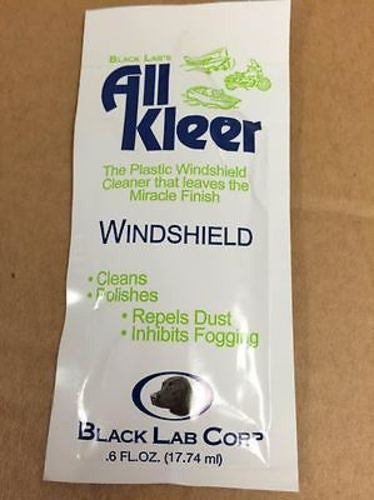 BLACK LAB'S
All
Kleer
The Plastic Windshield
Cleaner that leaves the
Miracle Finish
WINDSHIELD
• Cleans
• Polishes
• Repels Dust
• Inhibits Fogging
BLACK LAB CORP
.6 FL.OZ. (17.74 ml)